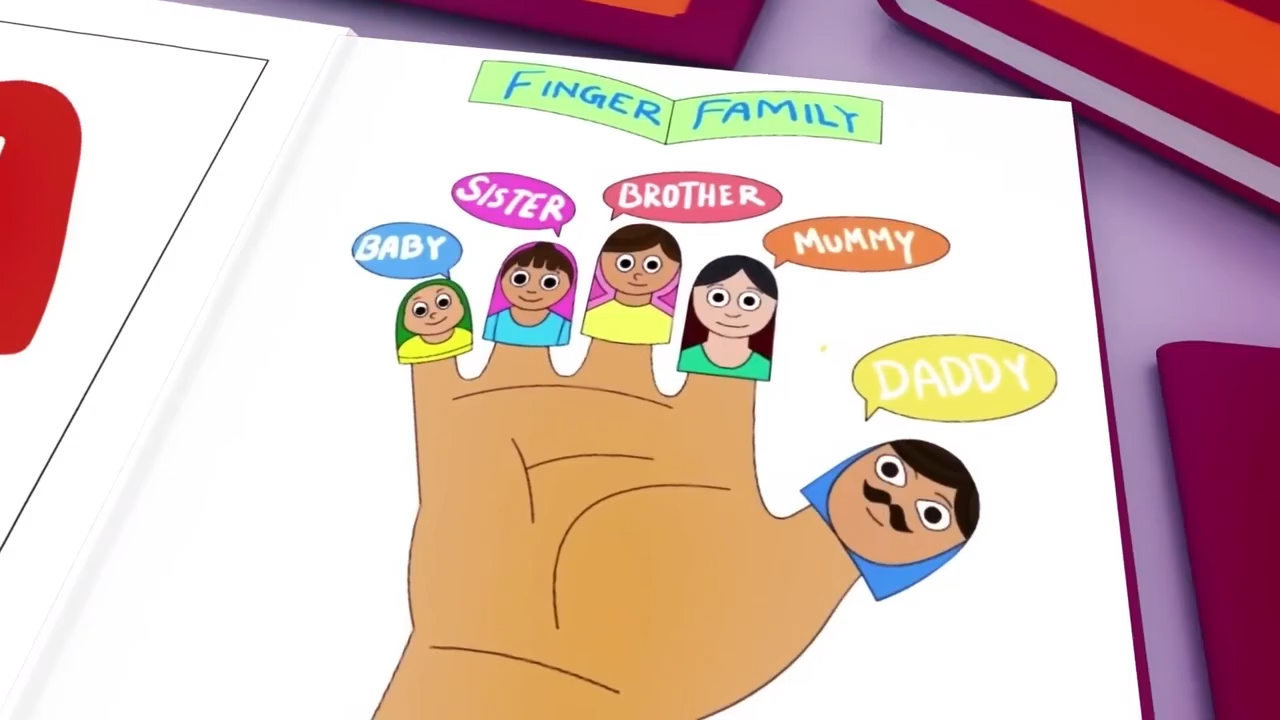 FINGER FAMILY
SISTER
BROTHER
BABY
MUMMY
DADDY